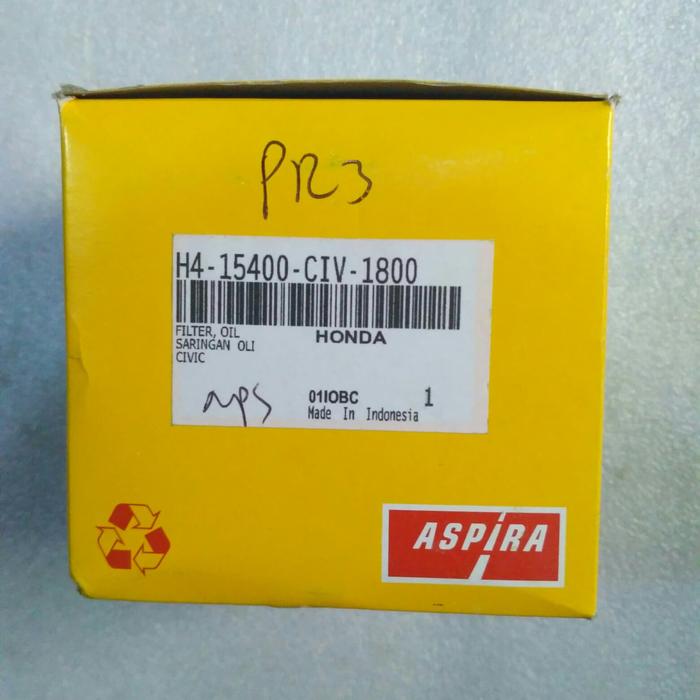 PR3
H4-15400-CIV-1800
FILTER, OIL
HONDA
SARINGAN OLI
CIVIC
01IOBC 1
Made In Indonesia
ASPIRA